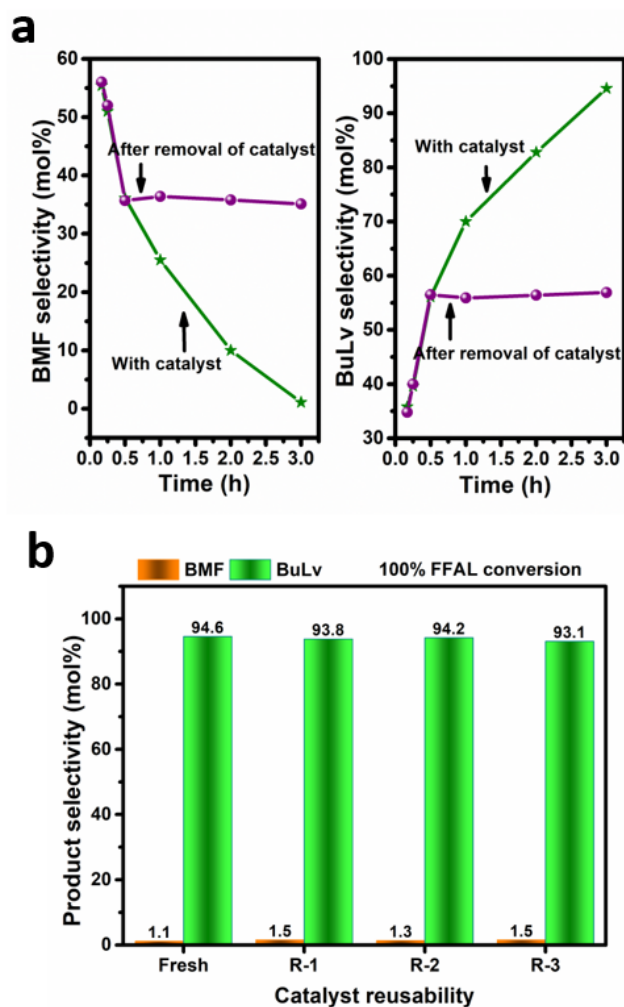 a
BMF selectivity (mol%)
60
50
40
30
20
10
0
After removal of catalyst
With catalyst
0.0 0.5 1.0 1.5 2.0 2.5 3.0
Time (h)
BuLv selectivity (mol%)
100
90
80
70
60
50
40
30
With catalyst
After removal of catalyst
0.0 0.5 1.0 1.5 2.0 2.5 3.0
Time (h)
b
BMF BuLv 100% FFAL conversion
Product selectivity (mol%)
100
80
60
40
20
0
94.6 93.8 94.2 93.1
1.1 1.5 1.3 1.5
Fresh R-1 R-2 R-3
Catalyst reusability